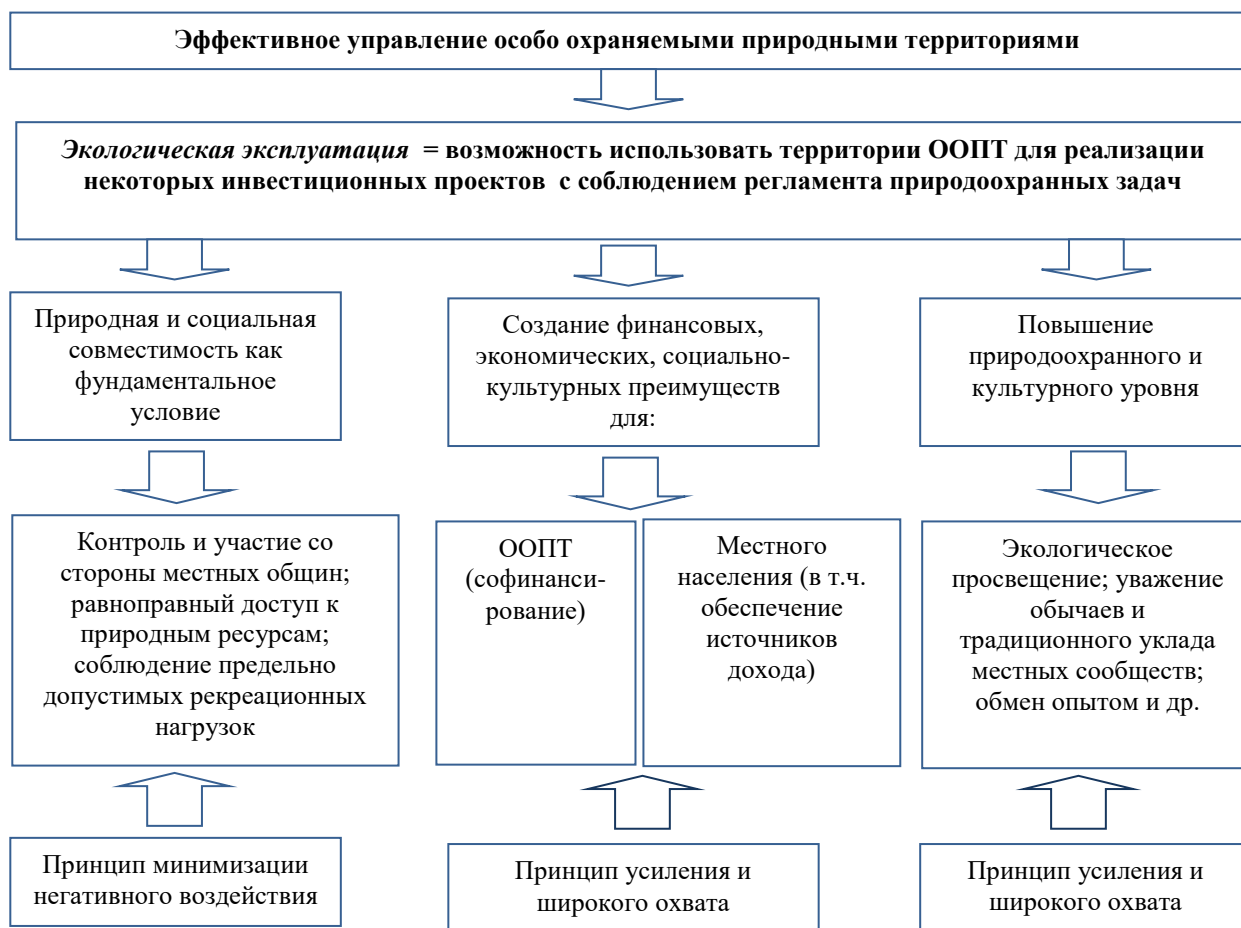 Эффективное управление особо охраняемыми природными территориями
Экологическая эксплуатация = возможность использовать территории ООПТ для реализации
некоторых инвестиционных проектов с соблюдением регламента природоохранных задач
Природная и социальная
совместимость как
фундаментальное
условие
Создание финансовых,
экономических, социально-
культурных преимуществ
для:
Повышение
природоохранного и
культурного уровня
Контроль и участие со
стороны местных общин;
равноправный доступ к
природным ресурсам;
соблюдение предельно
допустимых рекреационных
нагрузок
ООПТ
(софинанси-
рование)
Местного
населения (в т.ч.
обеспечение
источников
дохода)
Экологическое
просвещение; уважение
обычаев и
традиционного уклада
местных сообществ;
обмен опытом и др.
Принцип минимизации
негативного воздействия
Принцип усиления и
широкого охвата
Принцип усиления и
широкого охвата